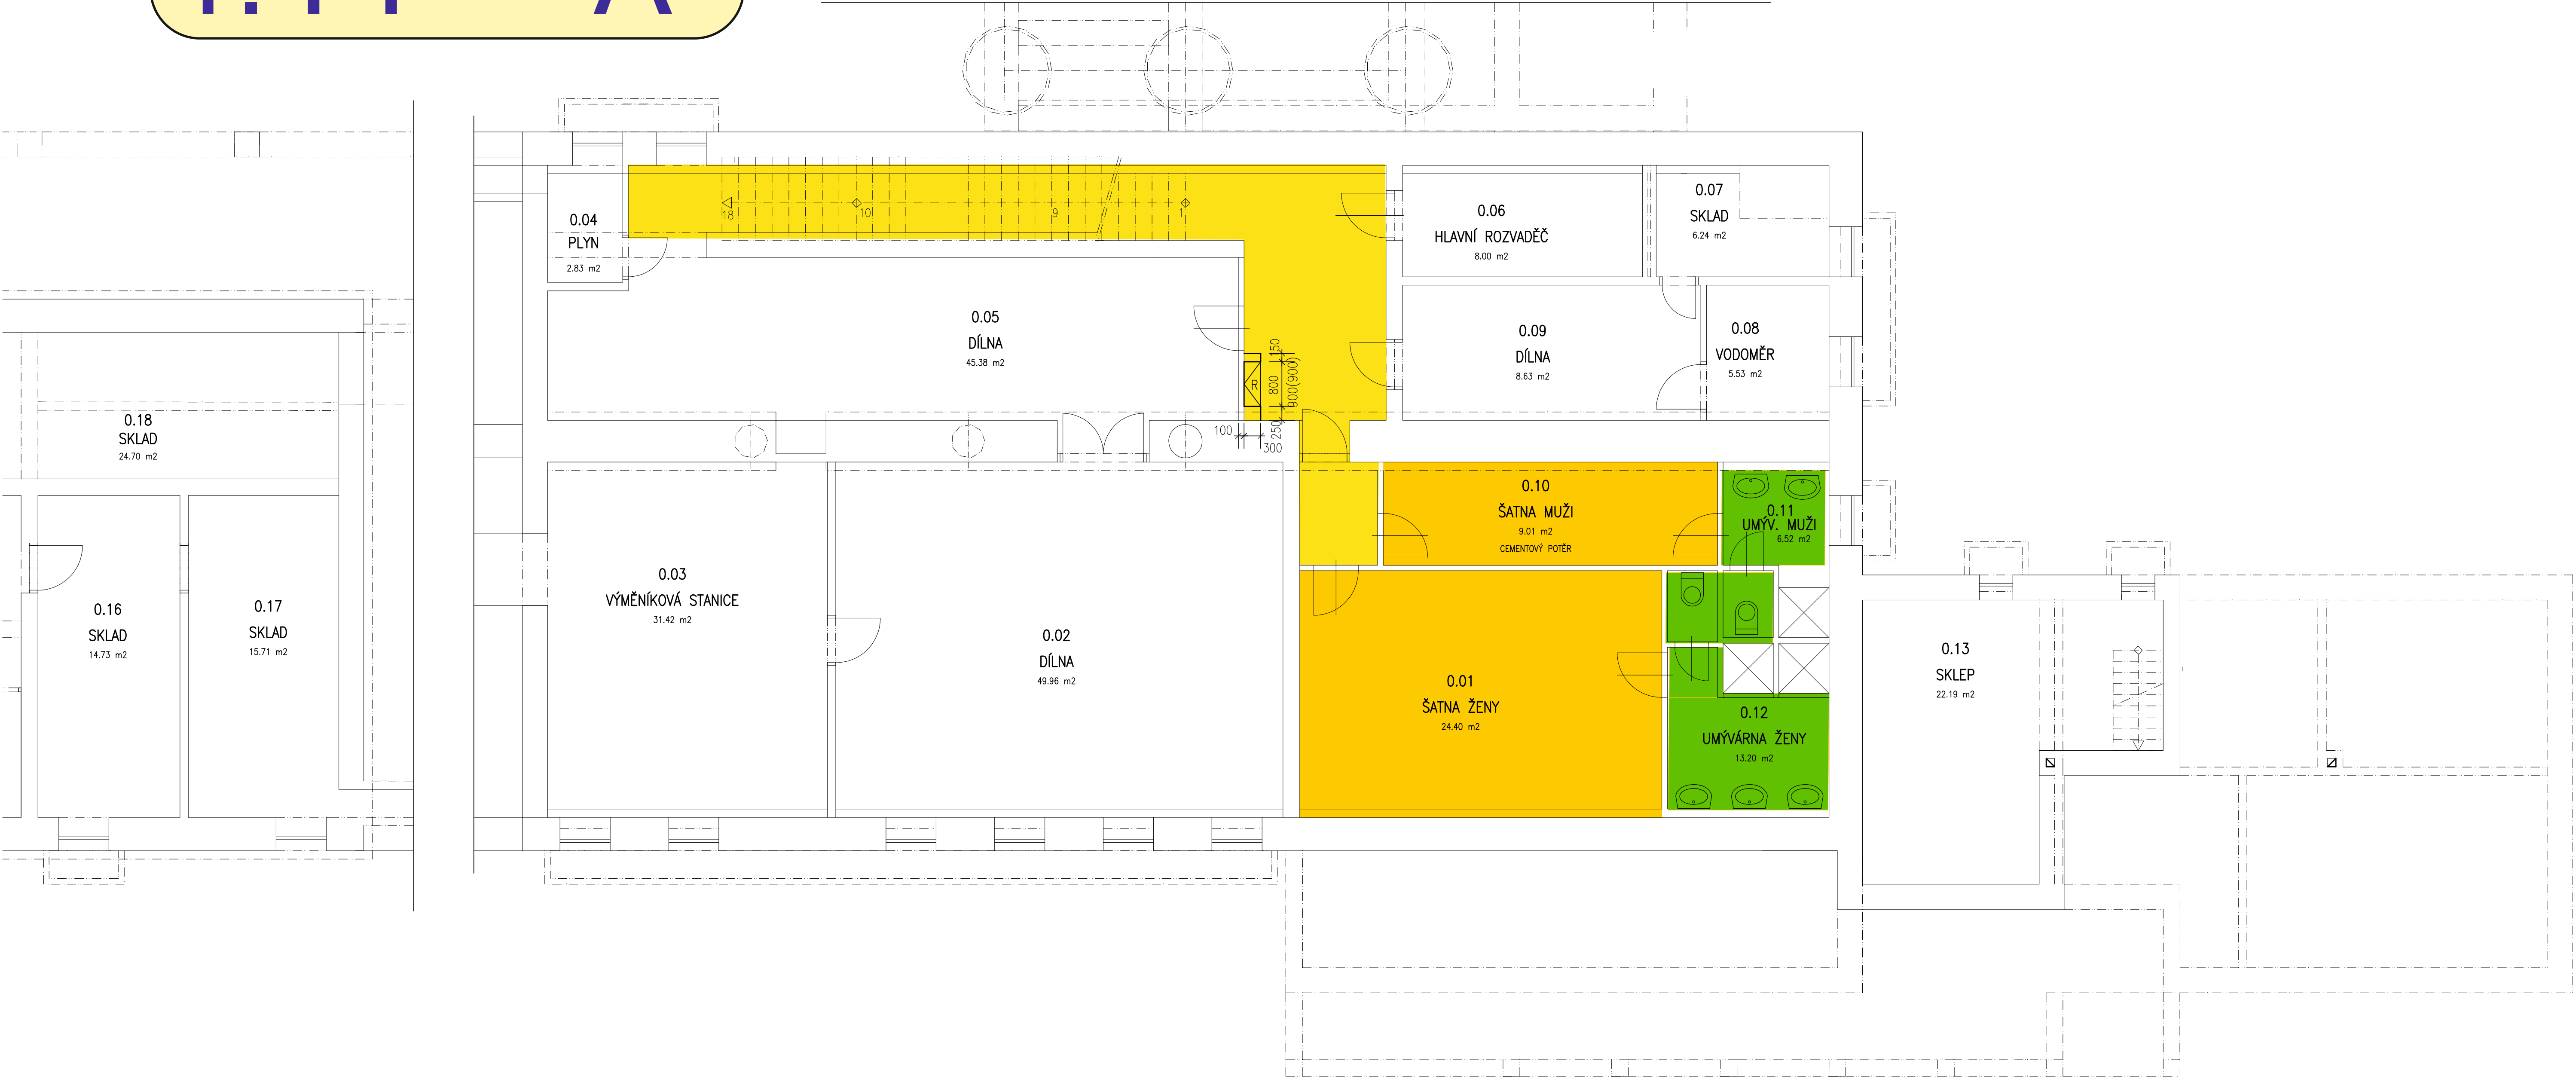 18
10
9
1
0.04
PLYN
2.83 m2
0.06
HLAVNÍ ROZVADĚČ
8.00 m2
0.07
SKLAD
6.24 m2
0.05
DÍLNA
45.38 m2
0.09
DÍLNA
8.63 m2
0.08
VODOMĚR
5.53 m2
150
R
800
900(900)
100
250
300
0.18
SKLAD
24.70 m2
0.10
ŠATNA MUŽI
9.01 m2
CEMENTOVÝ POTĚR
0.11
UMÝV. MUŽI
6.52 m2
0.16
SKLAD
14.73 m2
0.17
SKLAD
15.71 m2
0.03
VÝMĚNÍKOVÁ STANICE
31.42 m2
0.02
DÍLNA
49.96 m2
0.01
ŠATNA ŽENY
24.40 m2
0.12
UMÝVÁRNA ŽENY
13.20 m2
0.13
SKLEP
22.19 m2